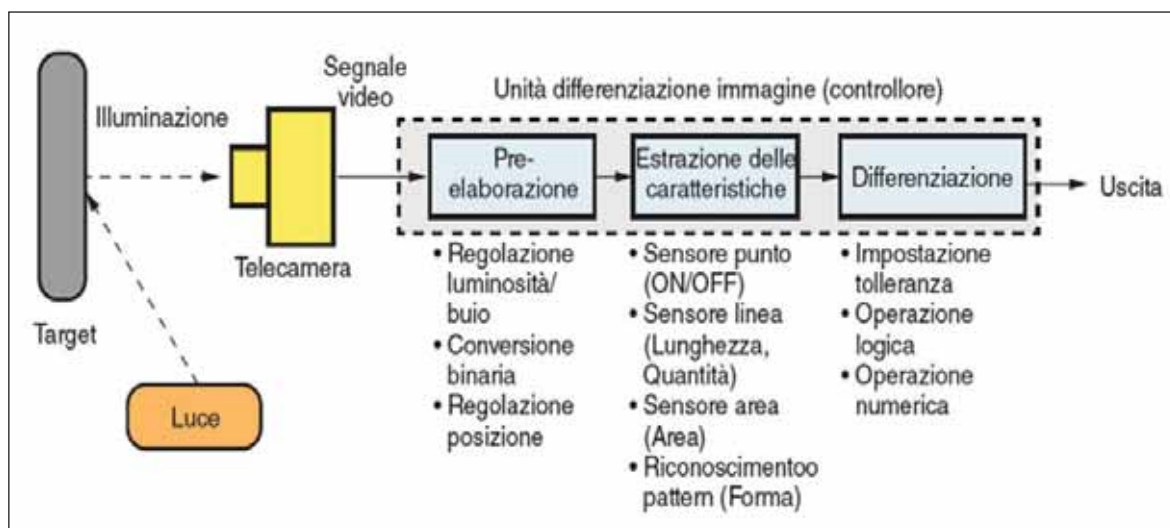 Segnale
video
Unità differenziazione immagine (controllore)
Illuminazione
Pre-
elaborazione
Estrazione delle
caratteristiche
Differenziazione
Uscita
Telecamera
Target
Luce
• Regolazione
luminosità/
buio
• Conversione
binaria
• Regolazione
posizione
• Sensore punto
(ON/OFF)
• Sensore linea
(Lunghezza,
Quantità)
• Sensore area
(Area)
• Riconoscimentoo
pattern (Forma)
• Impostazione
tolleranza
• Operazione
logica
• Operazione
numerica